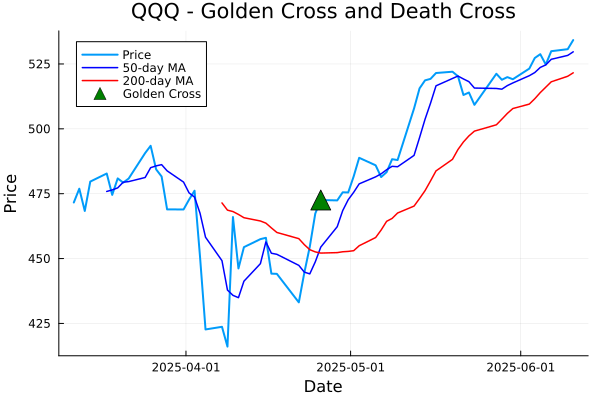 QQQ - Golden Cross and Death Cross
Price
50-day MA
200-day MA
Golden Cross
525
500
475
450
425
Price
2025-04-01
2025-05-01
2025-06-01
Date